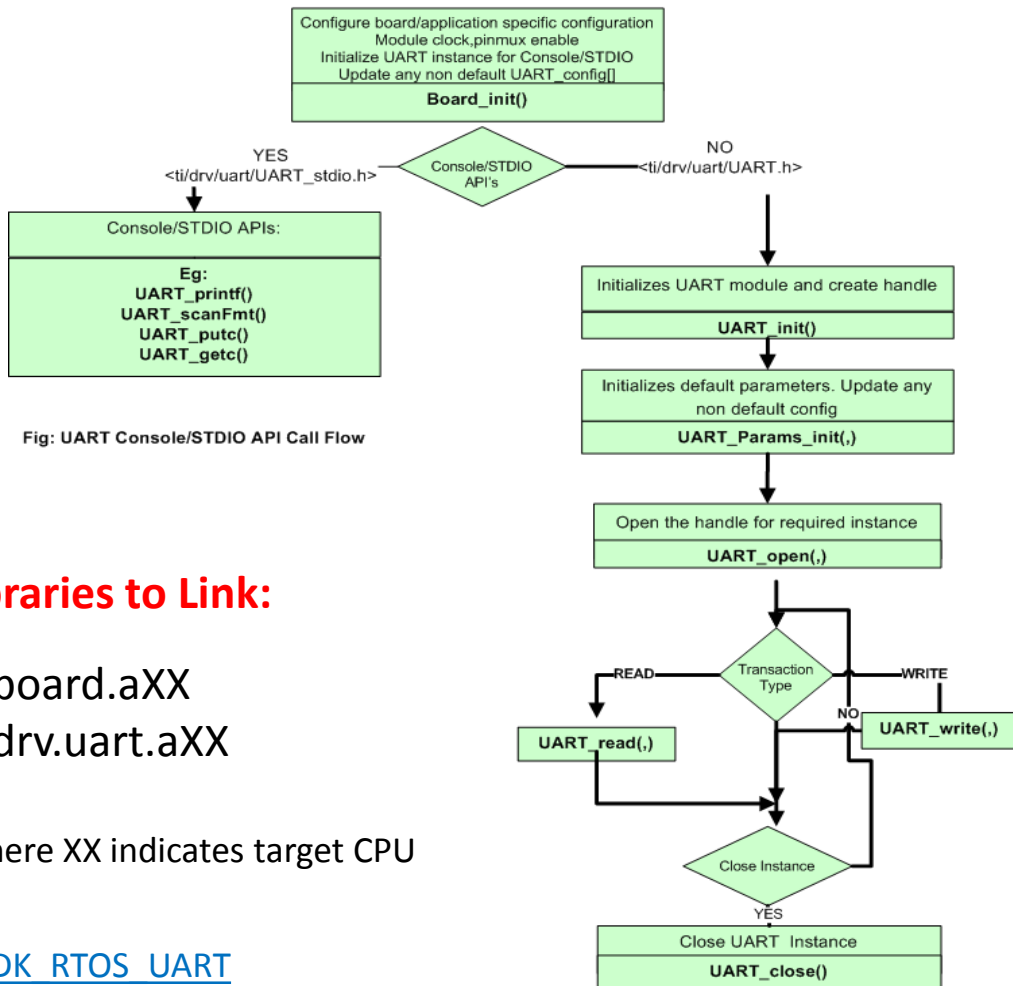 Configure board/application specific configuration
Module clock,pinmux enable
Initialize UART instance for Console/STDIO
Update any non default UART_config[]
Board_init()
YES
<ti/drv/uart/UART_stdio.h>
Console/STDIO
API's
NO
<ti/drv/uart/UART.h>
Console/STDIO APIs:
Eg:
UART_printf()
UART_scanFmt()
UART_putc()
UART_getc()
Fig: UART Console/STDIO API Call Flow
Initializes UART module and create handle
UART_init()
Initializes default parameters. Update any
non default config
UART_Params_init(,)
Open the handle for required instance
UART_open(,)
Transaction
Type
READ
WRITE
NO
UART_read(,)
UART_write(,)
Close Instance
YES
Close UART Instance
UART_close()
braries to Link:
board.aXX
drv.uart.aXX
here XX indicates target CPU
DK_RTOS_UART